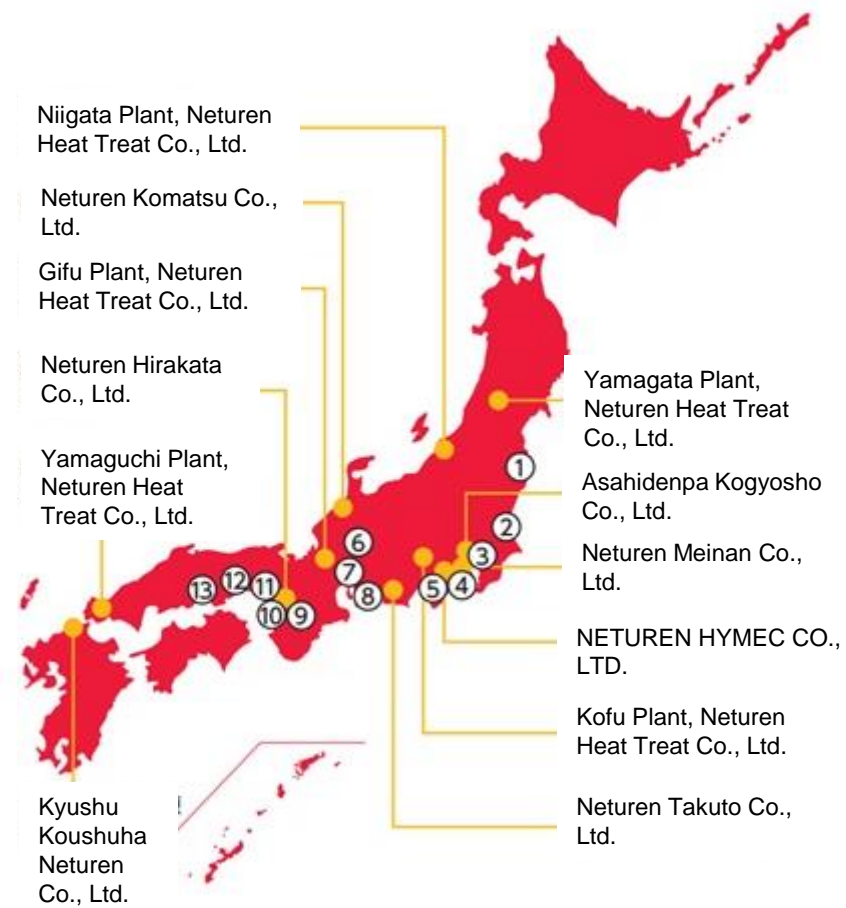 Niigata Plant, Neturen
Heat Treat Co., Ltd.
Neturen Komatsu Co.,
Ltd.
Gifu Plant, Neturen
Heat Treat Co., Ltd.
Neturen Hirakata
Co., Ltd.
Yamaguchi Plant,
Neturen Heat
Treat Co., Ltd.
Kyushu
Koushuha
Neturen
Co., Ltd.
Yamagata Plant,
Neturen Heat Treat
Co., Ltd.
Asahidenpa Kogyosho
Co., Ltd.
Neturen Meinan Co.,
Ltd.
NETUREN HYMEC CO.,
LTD.
Kofu Plant, Neturen
Heat Treat Co., Ltd.
Neturen Takuto Co.,
Ltd.
1
2
3
4
5
6
7
8
9
10
11
12
13